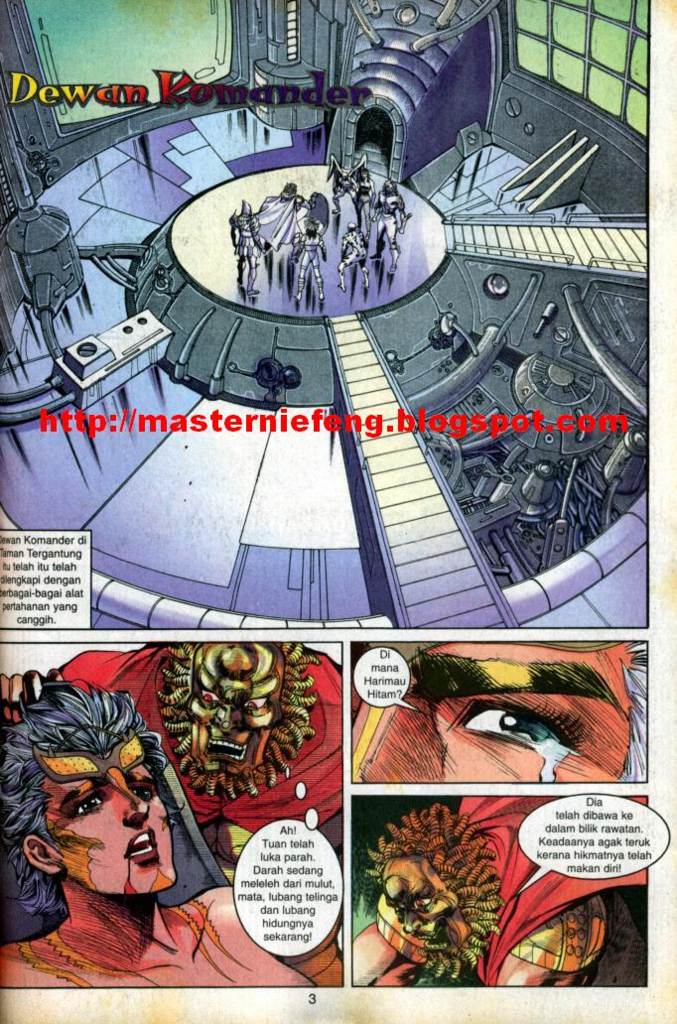 Dewan Komander
http://masterniefeng.blogspot.com
Dewan Komander di
Taman Tergantung
itu telah itu telah
dilengkapi dengan
berbagai-bagai alat
pertahanan yang
canggih.
Ah!
Tuan telah
luka parah.
Darah sedang
meleleh dari mulut,
mata, lubang telinga
dan lubang
hidungnya
sekarang!
Di
mana
Harimau
Hitam?
Dia
telah dibawa ke
dalam bilik rawatan.
Keadaanya agak teruk
kerana hikmatnya telah
makan diri!
3